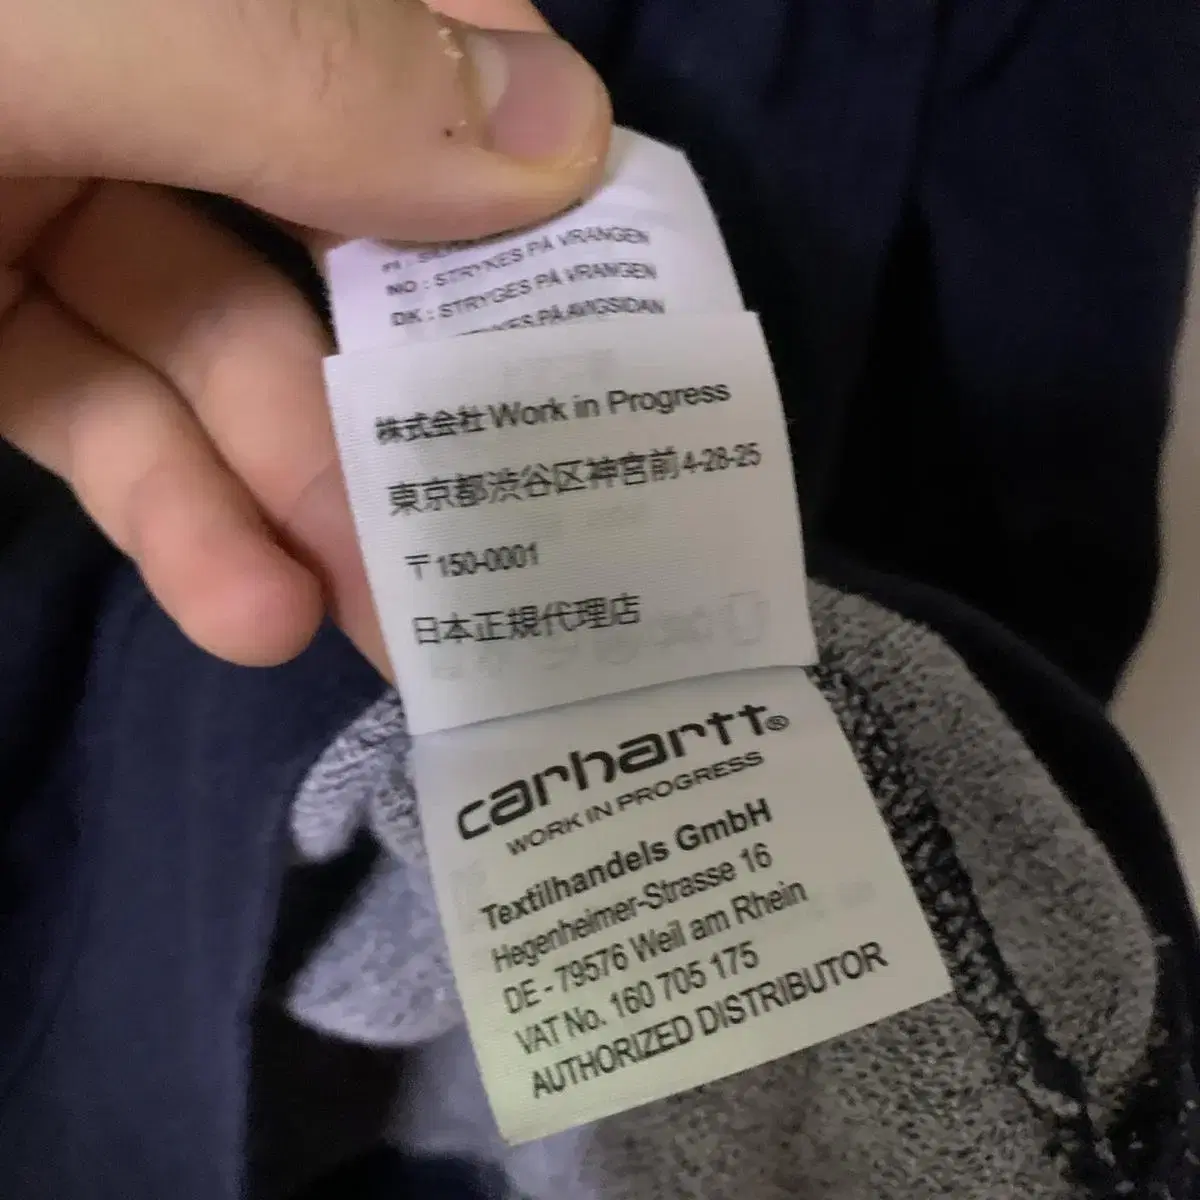 NO : STRYKES PÅ VRANGEN
DK : STRYGES PÅ VRANGEN
PÅ AVIGSIDAN
株式会社 Work in Progress
東京都渋谷区神宮前 4-28-25
〒150-0001
日本正規代理店
carhartt®
WORK IN PROGRESS
Textilhandels GmbH
Hegenheimer-Strasse 16
DE - 79576 Weil am Rhein
VAT No. 160 705 175
AUTHORIZED DISTRIBUTOR